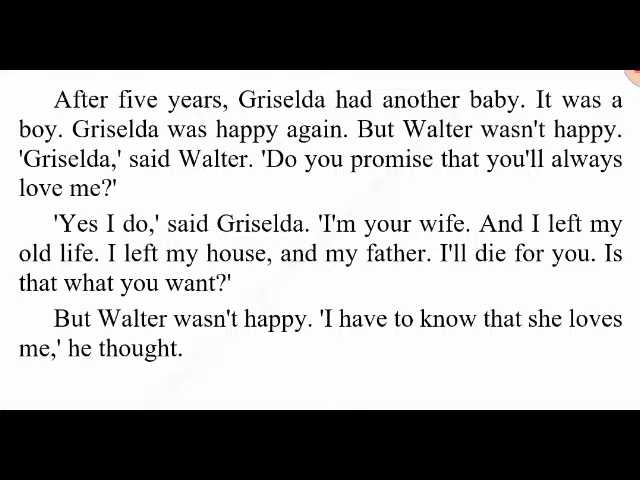 After five years, Griselda had another baby. It was a
boy. Griselda was happy again. But Walter wasn't happy.
'Griselda,' said Walter. 'Do you promise that you'll always
love me?'
'Yes I do,' said Griselda. 'I'm your wife. And I left my
old life. I left my house, and my father. I'll die for you. Is
that what you want?'
But Walter wasn't happy. 'I have to know that she loves
me,' he thought.